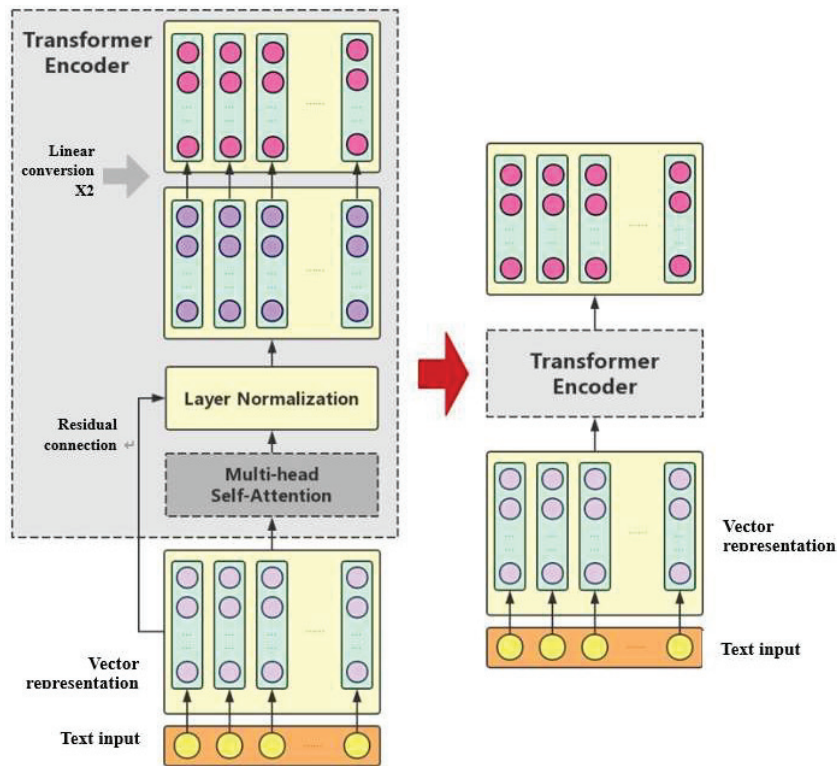 Transformer
Encoder
Linear
conversion
X2
Layer Normalization
Residual
connection ↵
Multi-head
Self-Attention
Vector
representation
Text input
Transformer
Encoder
Vector
representation
Text input